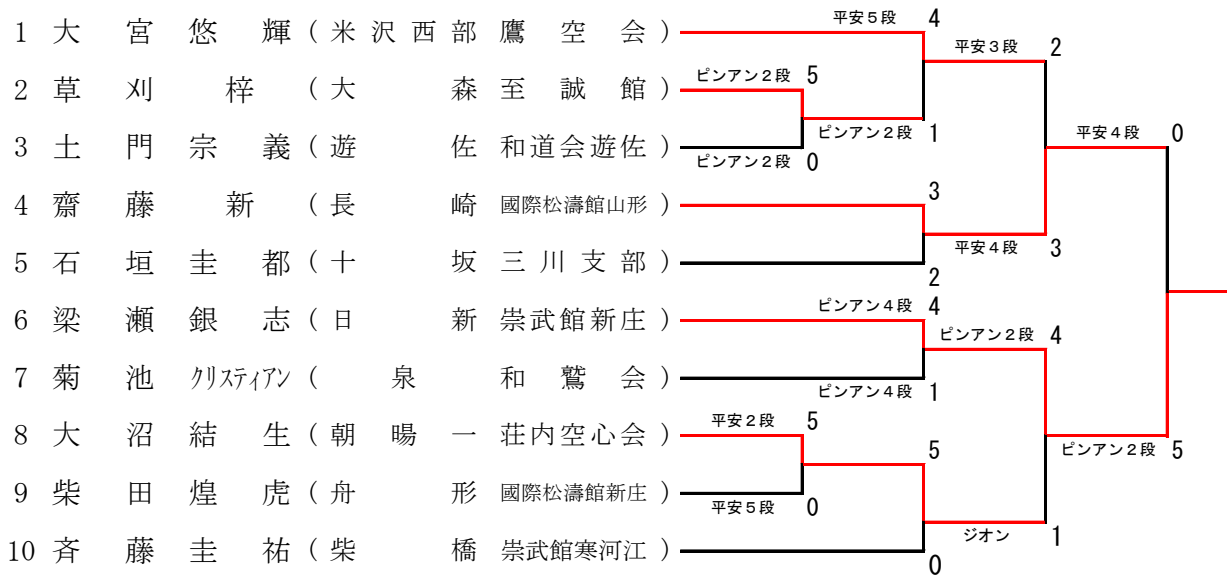 1 大宮悠輝 (米沢西部 鷹空会) 平安5段 4
平安3段 2
2 草刈梓 (大森 至誠館) ピンアン2段 5
ピンアン2段 1
平安4段 0
3 土門宗義 (遊佐 和道会遊佐) ピンアン2段 0
4 齋藤新 (長崎 國際松濤館山形) 3
平安4段 3
5 石垣圭都 (十坂 三川支部) 2
6 梁瀬銀志 (日新 崇武館新庄) ピンアン4段 4
ピンアン2段 4
7 菊池クリスティアン (泉 和鷲会) ピンアン4段 1
8 大沼結生 (朝暘一 荘内空心会) 平安2段 5
5
ピンアン2段 5
9 柴田煌虎 (舟形 國際松濤館新庄) 平安5段 0
ジオン 1
10 斉藤圭祐 (柴橋 崇武館寒河江) 0